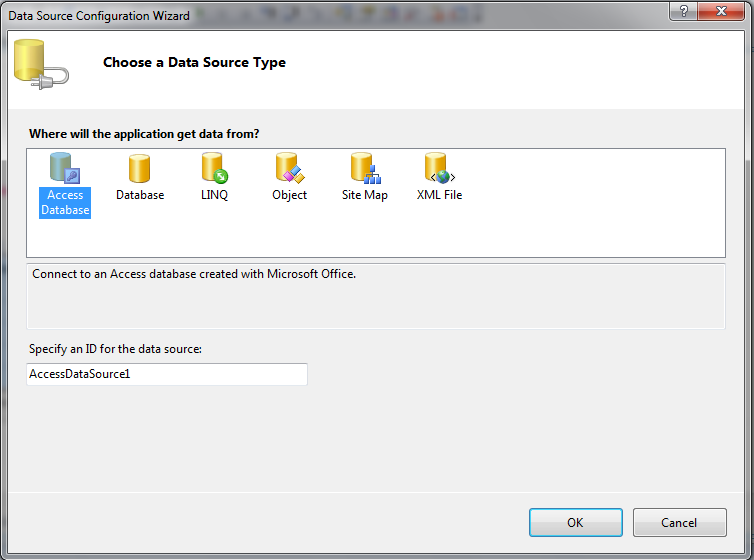 Data Source Configuration Wizard
?
Choose a Data Source Type
Where will the application get data from?
Access Database
Database
LINQ
Object
Site Map
XML File
Connect to an Access database created with Microsoft Office.
Specify an ID for the data source:
AccessDataSource1
OK
Cancel